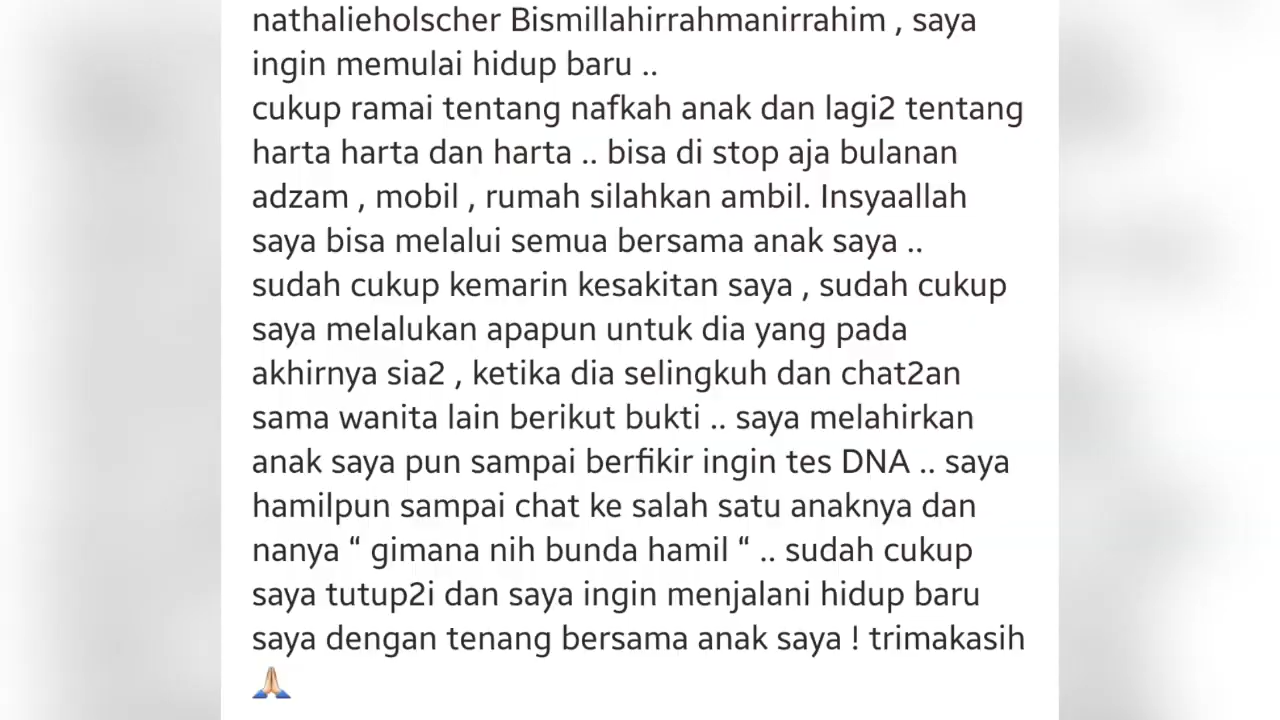 nathalieholscher Bismillahirrahmanirrahim , saya
ingin memulai hidup baru ..
cukup ramai tentang nafkah anak dan lagi2 tentang
harta harta dan harta .. bisa di stop aja bulanan
adzam , mobil , rumah silahkan ambil. Insyaallah
saya bisa melalui semua bersama anak saya ..
sudah cukup kemarin kesakitan saya , sudah cukup
saya melalukan apapun untuk dia yang pada
akhirnya sia2 , ketika dia selingkuh dan chat2an
sama wanita lain berikut bukti .. saya melahirkan
anak saya pun sampai berfikir ingin tes DNA .. saya
hamilpun sampai chat ke salah satu anaknya dan
nanya “ gimana nih bunda hamil “ .. sudah cukup
saya tutup2i dan saya ingin menjalani hidup baru
saya dengan tenang bersama anak saya ! trimakasih
🙏🏻